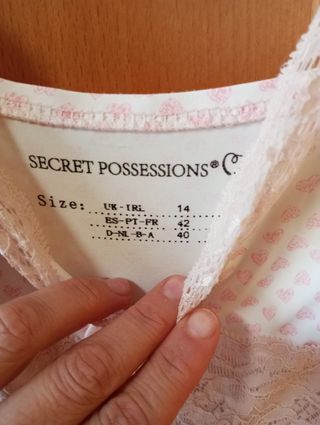 SECRET POSSESSIONS®
Size: UK-IRL 14
ES-PT-FR 42
D-NL-B-A 40